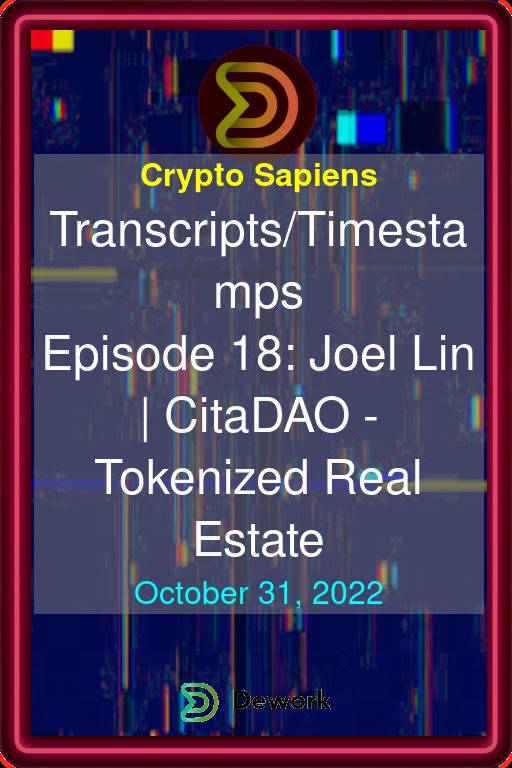 Crypto Sapiens
Transcripts/Timesta
mps
Episode 18: Joel Lin
| CitaDAO -
Tokenized Real
Estate
October 31, 2022
Dework